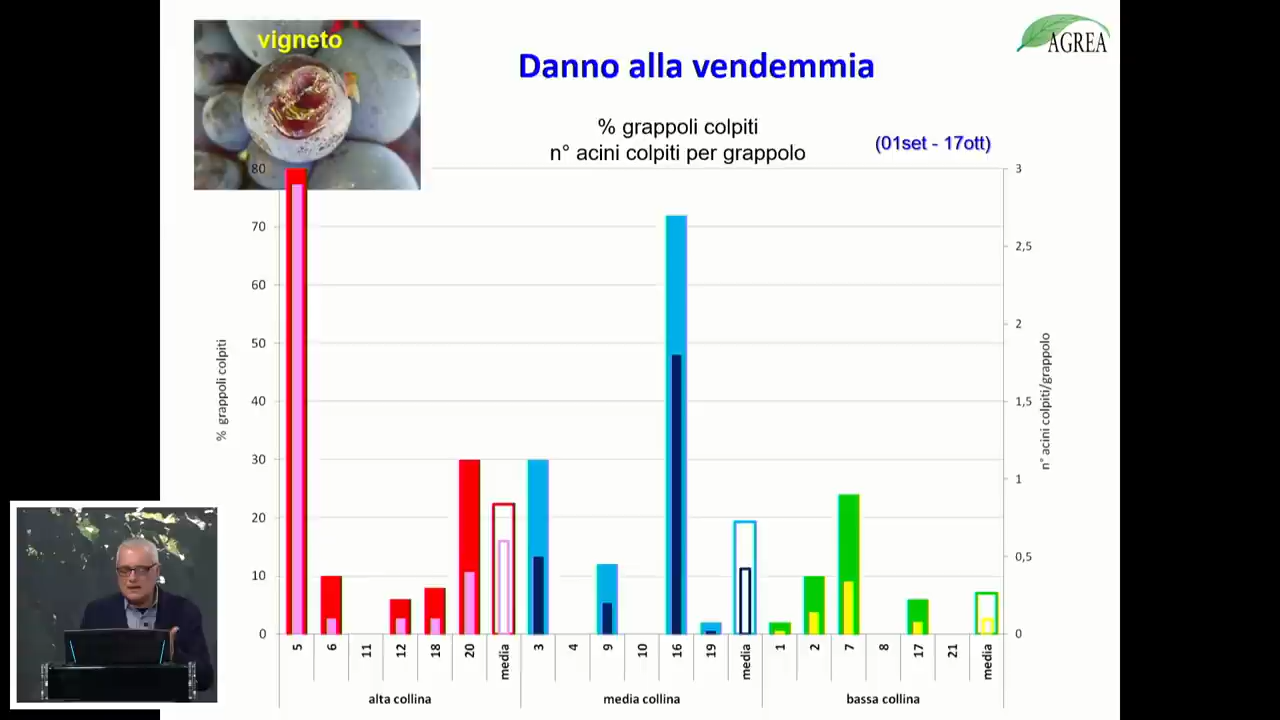 vigneto
AGREA
Danno alla vendemmia
% grappoli colpiti
n° acini colpiti per grappolo
(01set - 17ott)
80
70
60
50
40
30
20
10
0
% grappoli colpiti
3
2,5
2
1,5
1
0,5
0
n° acini colpiti/grappolo
5 6 11 12 18 20 media 3 4 9 10 16 19 media 1 2 7 8 17 21 media
alta collina media collina bassa collina